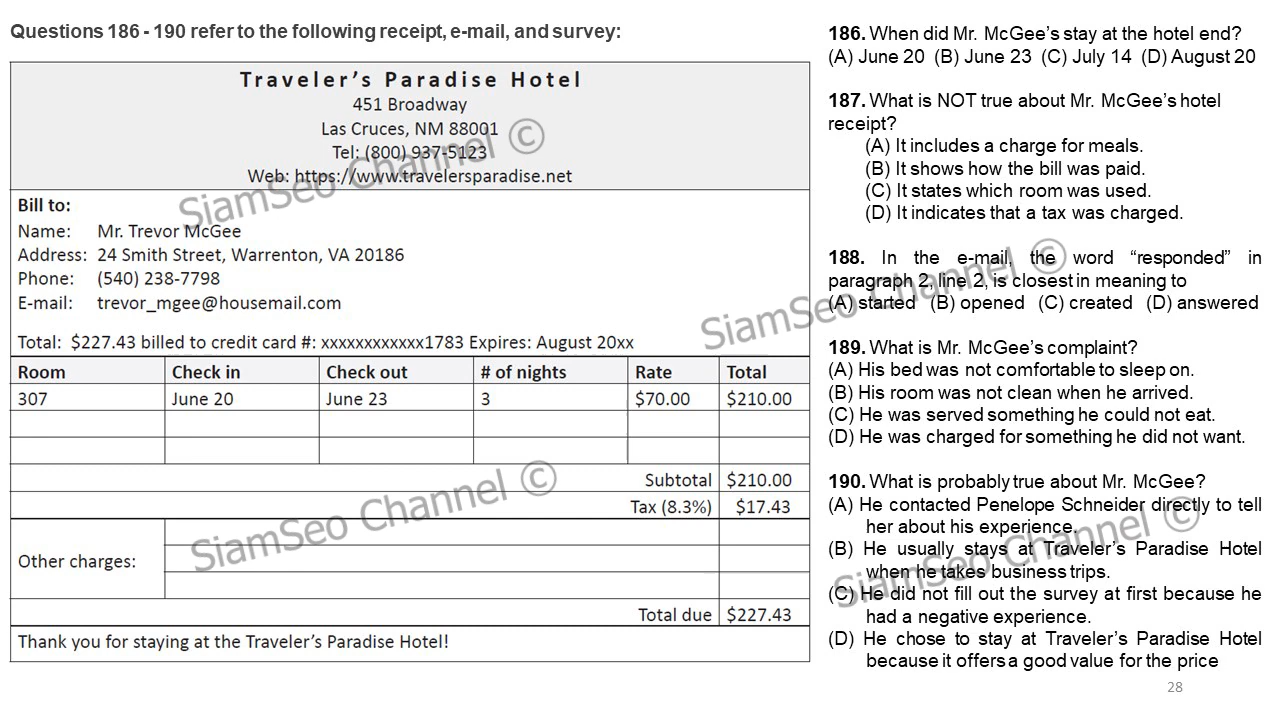 Questions 186 - 190 refer to the following receipt, e-mail, and survey:
Traveler's Paradise Hotel
451 Broadway
Las Cruces, NM 88001
Tel: (800) 937-5123
Web: https://www.travelersparadise.net
Bill to:
Name: Mr. Trevor McGee
Address: 24 Smith Street, Warrenton, VA 20186
Phone: (540) 238-7798
E-mail: trevor_mgee@housemail.com
Total: $227.43 billed to credit card #: xxxxxxxxxxxx1783 Expires: August 20xx
Room Check in Check out # of nights Rate Total
307 June 20 June 23 3 $70.00 $210.00
Subtotal $210.00
Tax (8.3%) $17.43
Other charges:
Total due $227.43
Thank you for staying at the Traveler's Paradise Hotel!
SiamSeo Channel ©
SiamSeo Channel ©
186. When did Mr. McGee's stay at the hotel end?
(A) June 20 (B) June 23 (C) July 14 (D) August 20
187. What is NOT true about Mr. McGee's hotel
receipt?
(A) It includes a charge for meals.
(B) It shows how the bill was paid.
(C) It states which room was used.
(D) It indicates that a tax was charged.
188. In the e-mail, the word “responded” in
paragraph 2, line 2, is closest in meaning to
(A) started (B) opened (C) created (D) answered
189. What is Mr. McGee's complaint?
(A) His bed was not comfortable to sleep on.
(B) His room was not clean when he arrived.
(C) He was served something he could not eat.
(D) He was charged for something he did not want.
190. What is probably true about Mr. McGee?
(A) He contacted Penelope Schneider directly to tell
her about his experience.
(B) He usually stays at Traveler's Paradise Hotel
when he takes business trips.
(C) He did not fill out the survey at first because he
had a negative experience.
(D) He chose to stay at Traveler's Paradise Hotel
because it offers a good value for the price
SiamSeo Channel ©
SiamSeo Channel ©
28